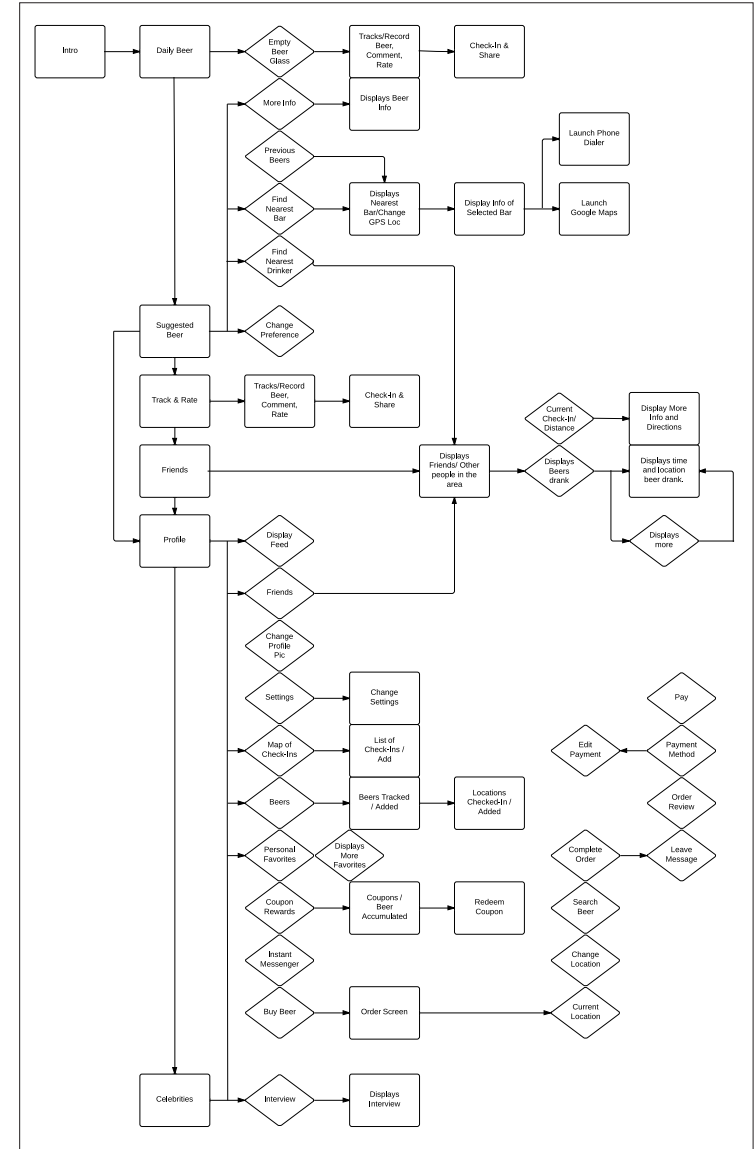 Intro
Daily Beer
Empty
Beer
Glass
Tracks/Record
Beer,
Comment,
Rate
Check-In &
Share
More Info
Displays Beer
Info
Launch Phone
Dialer
Previous
Beers
Find
Nearest
Bar
Displays
Nearest
Bar/Change
GPS Loc
Display Info of
Selected Bar
Launch
Google Maps
Find
Nearest
Drinker
Suggested
Beer
Change
Preference
Track & Rate
Tracks/Record
Beer,
Comment,
Rate
Check-In &
Share
Current
Check-In/
Distance
Display More
Info and
Directions
Friends
Displays
Friends/ Other
people in the
area
Displays
Beers
drank
Displays time
and location
beer drank.
Profile
Display
Feed
Displays
more
Friends
Change
Profile
Pic
Settings
Change
Settings
Pay
Map of
Check-Ins
List of
Check-Ins /
Add
Edit
Payment
Payment
Method
Beers
Beers Tracked
/ Added
Locations
Checked-In /
Added
Order
Review
Personal
Favorites
Displays
More
Favorites
Complete
Order
Leave
Message
Coupon
Rewards
Coupons /
Beer
Accumulated
Redeem
Coupon
Search
Beer
Instant
Messenger
Change
Location
Buy Beer
Order Screen
Current
Location
Celebrities
Interview
Displays
Interview